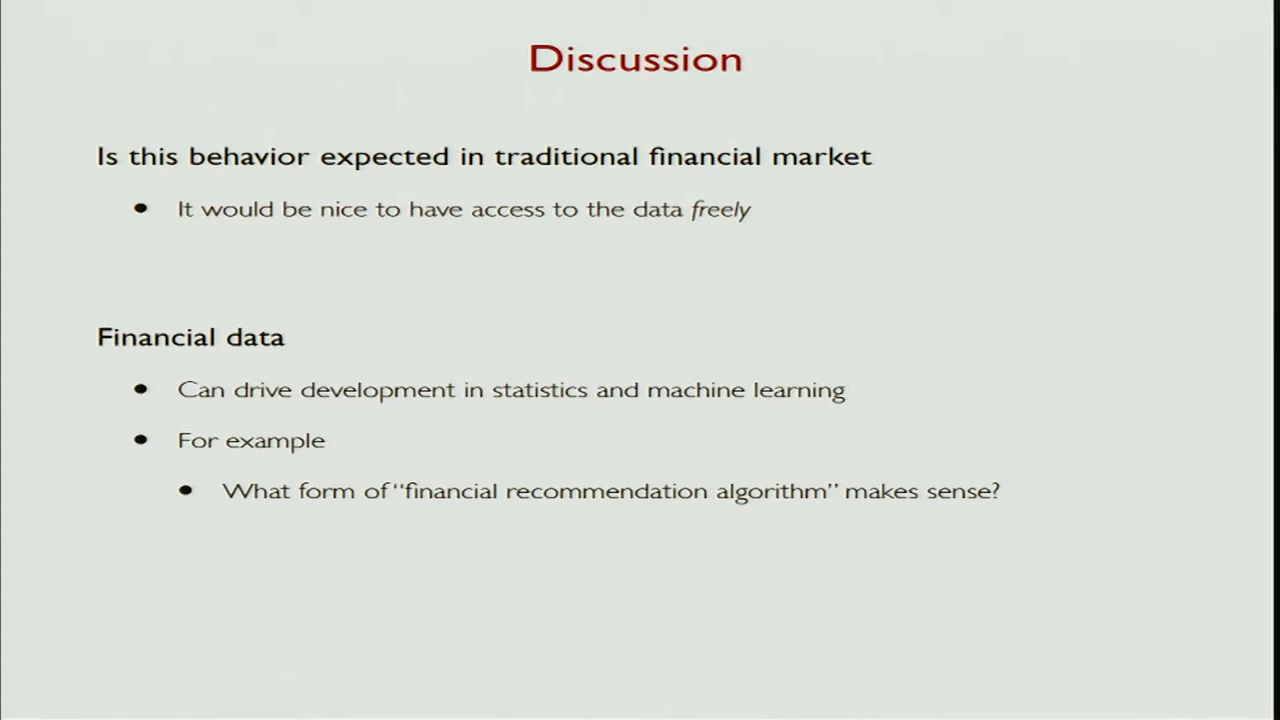 Discussion
Is this behavior expected in traditional financial market
• It would be nice to have access to the data freely
Financial data
• Can drive development in statistics and machine learning
• For example
• What form of “financial recommendation algorithm” makes sense?